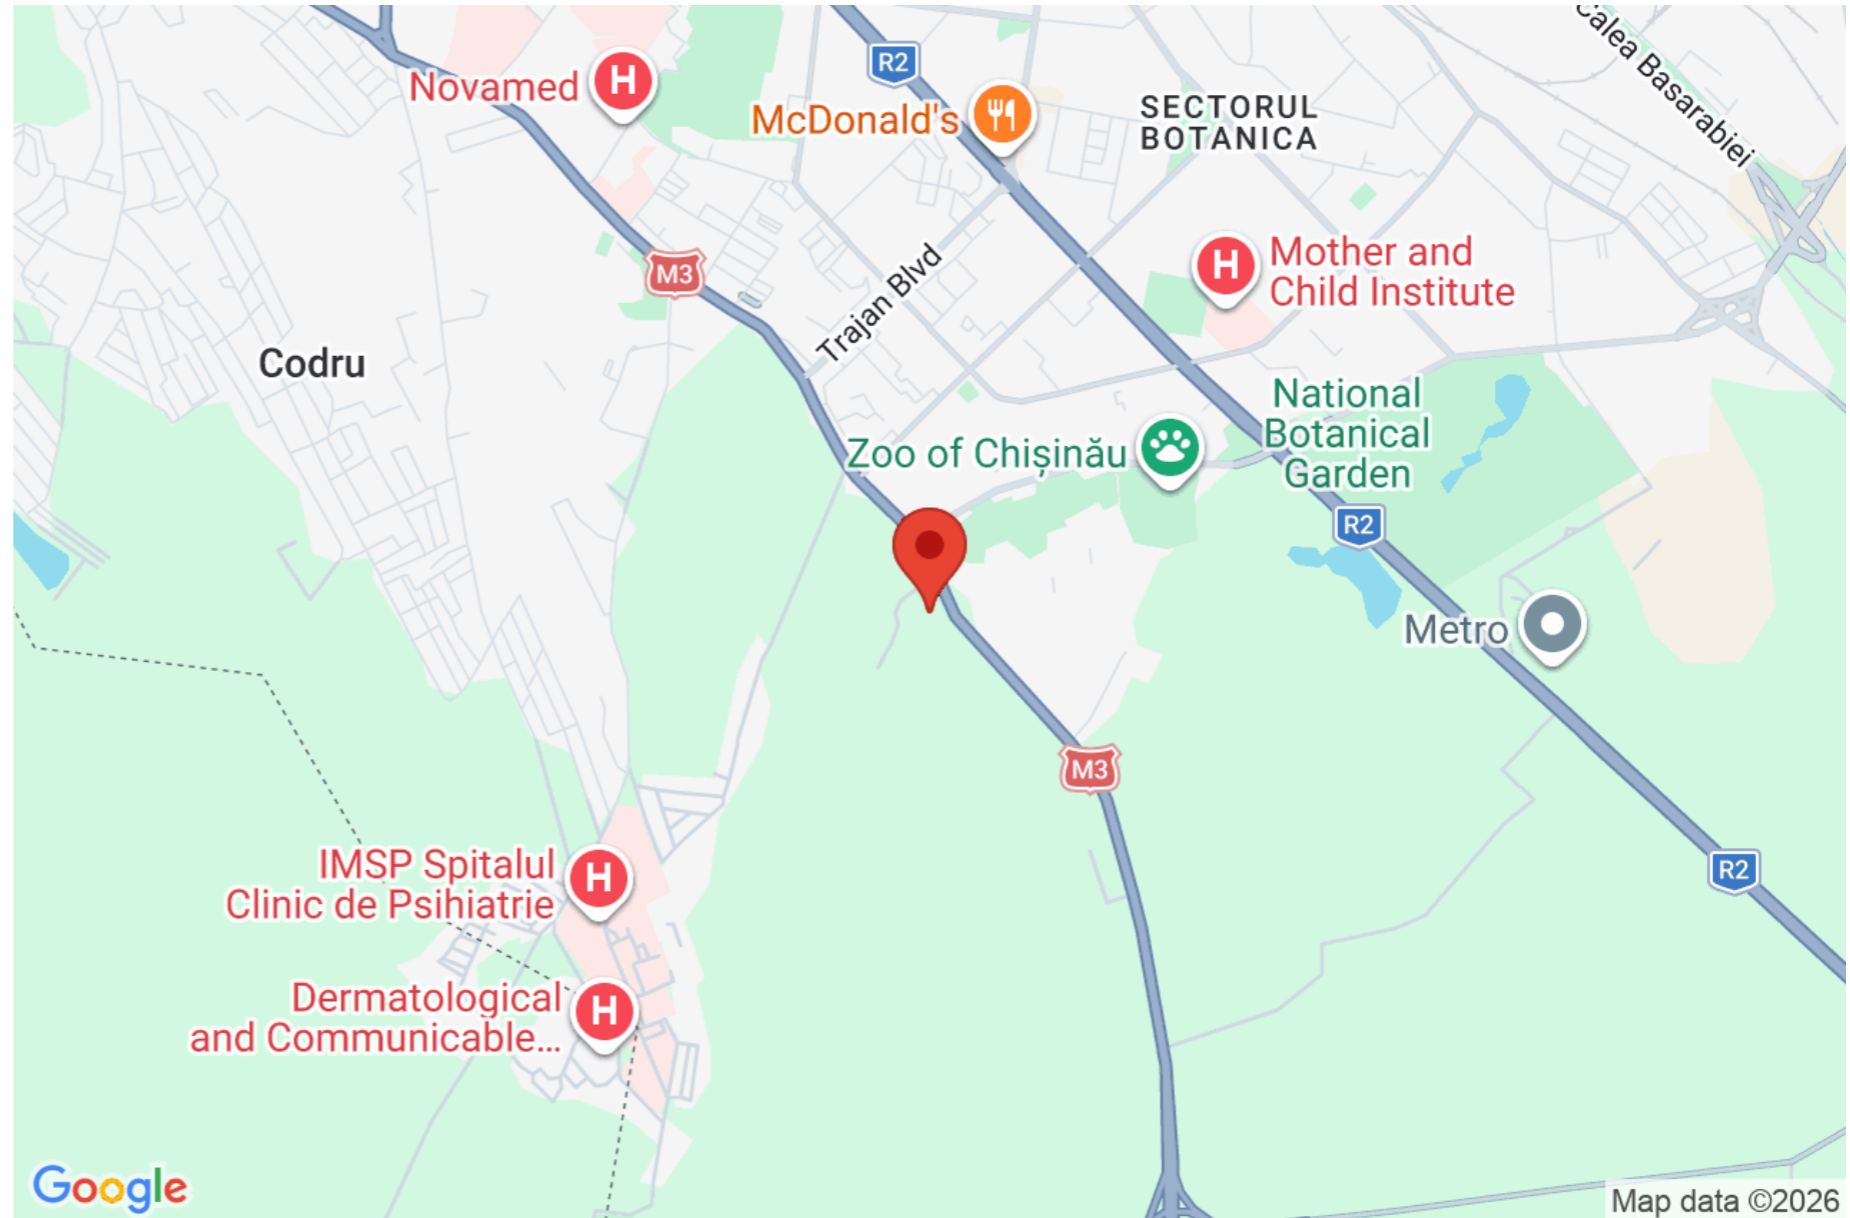 Calea Basarabiei
R2
Novamed
H
McDonald's
SECTORUL
BOTANICA
M3
Trajan Blvd
H
Mother and
Child Institute
Codru
National
Botanical
Garden
Zoo of Chișinău
R2
Metro
M3
IMSP Spitalul
Clinic de Psihiatrie
H
R2
Dermatological
and Communicable...
H
Google
Map data ©2026